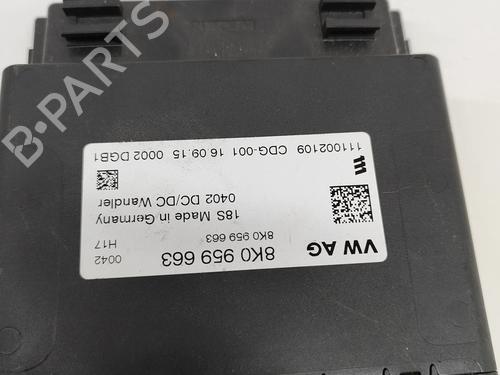 VW AG
8K0 959 663
8K0 959 663
0042
H17
18S Made in Germany
0402 DC/DC Wandler
111002109 CDG-001 16.09.15 0002 DGB1
B-PARTS